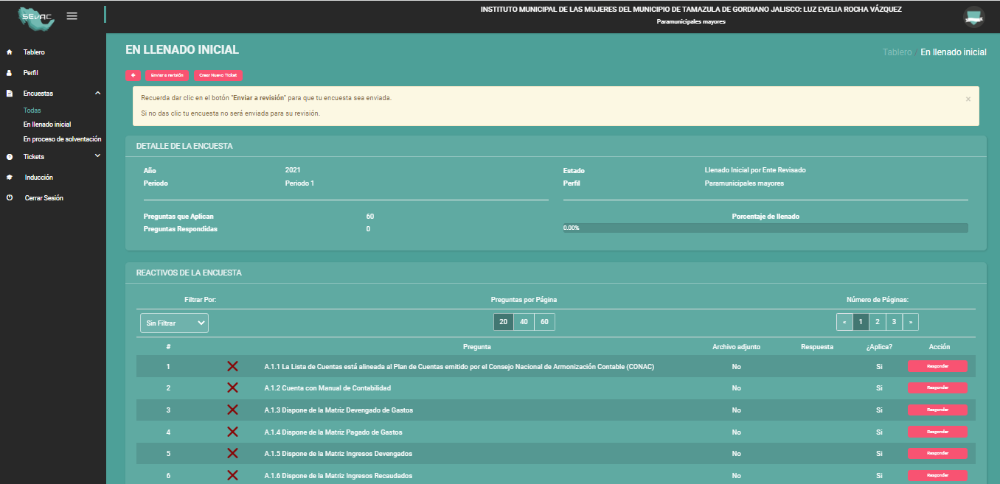 SEVAC
INSTITUTO MUNICIPAL DE LAS MUJERES DEL MUNICIPIO DE TAMAZULA DE GORDIANO JALISCO: LUZ EVELIA ROCHA VÁZQUEZ
Paramunicipales mayores
Tablero
Perfil
Encuestas
Todas
En llenado inicial
En proceso de solventación
Tickets
Inducción
Cerrar Sesión
EN LLENADO INICIAL
Tablero / En llenado inicial
Enviar a revisión Crear Nuevo Ticket
Recuerda dar clic en el botón "Enviar a revisión" para que tu encuesta sea enviada. x
Si no das clic tu encuesta no será enviada para su revisión.
DETALLE DE LA ENCUESTA
Año 2021 Estado Llenado Inicial por Ente Revisado
Periodo Periodo 1 Perfil Paramunicipales mayores
Preguntas que Aplican 60 Porcentaje de llenado
Preguntas Respondidas 0 0.00%
REACTIVOS DE LA ENCUESTA
Filtrar Por: Preguntas por Página Número de Páginas:
Sin Filtrar 20 40 60 « 1 2 3 »
# Pregunta Archivo adjunto Respuesta ¿Aplica? Acción
1 A.1.1 La Lista de Cuentas está alineada al Plan de Cuentas emitido por el Consejo Nacional de Armonización Contable (CONAC) No Si Responder
2 A.1.2 Cuenta con Manual de Contabilidad No Si Responder
3 A.1.3 Dispone de la Matriz Devengado de Gastos No Si Responder
4 A.1.4 Dispone de la Matriz Pagado de Gastos No Si Responder
5 A.1.5 Dispone de la Matriz Ingresos Devengados No Si Responder
6 A.1.6 Dispone de la Matriz Ingresos Recaudados No Si Responder